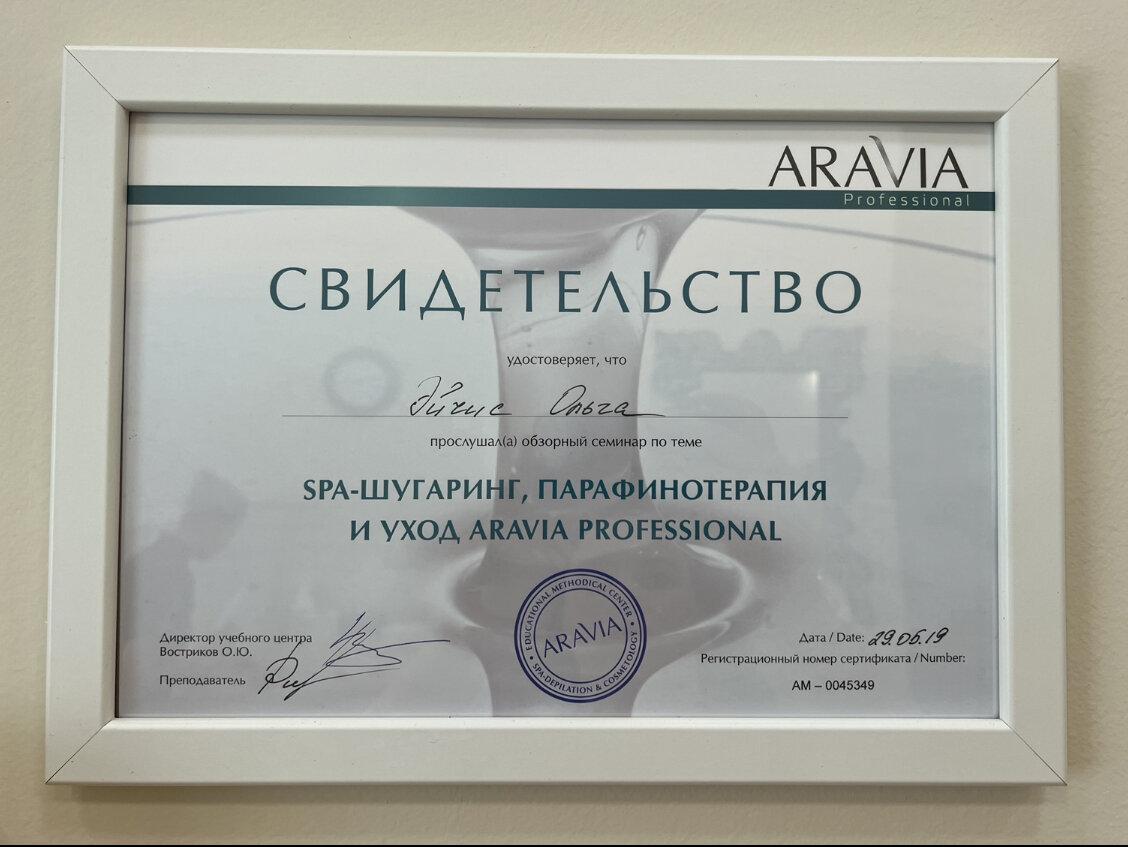 ARAVIA
Professional
СВИДЕТЕЛЬСТВО
удостоверяет, что
Эйчис Ольга
прослушал(а) обзорный семинар по теме
SPA-ШУГАРИНГ, ПАРАФИНОТЕРАПИЯ
И УХОД ARAVIA PROFESSIONAL
Директор учебного центра
Востриков О.Ю.
Преподаватель
EDUCATIONAL METHODICAL CENTER
ARAVIA
SPA-DEPILATION & COSMETOLOGY
Дата / Date: 29.06.19
Регистрационный номер сертификата / Number:
AM – 0045349